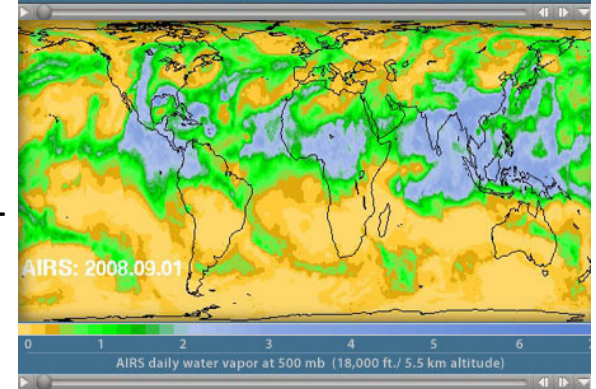 AIRS: 2008.09.01
0 1 2 3 4 5 6 7
AIRS daily water vapor at 500 mb (18,000 ft./ 5.5 km altitude)